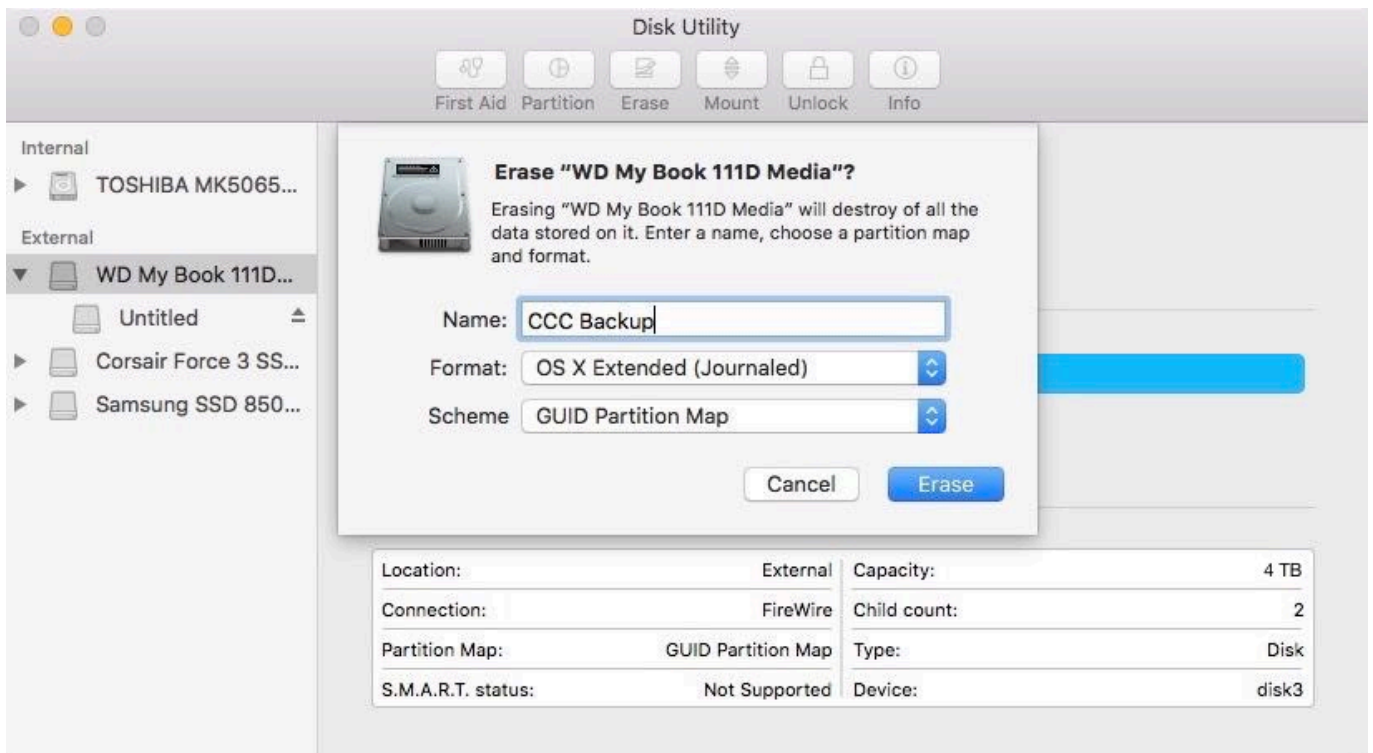 Disk Utility
First Aid Partition Erase Mount Unlock Info
Internal
TOSHIBA MK5065...
External
WD My Book 111D...
Untitled
Corsair Force 3 SS...
Samsung SSD 850...
Erase “WD My Book 111D Media”?
Erasing “WD My Book 111D Media” will destroy of all the
data stored on it. Enter a name, choose a partition map
and format.
Name: CCC Backup
Format: OS X Extended (Journaled)
Scheme GUID Partition Map
Cancel Erase
Location: External Capacity: 4 TB
Connection: FireWire Child count: 2
Partition Map: GUID Partition Map Type: Disk
S.M.A.R.T. status: Not Supported Device: disk3